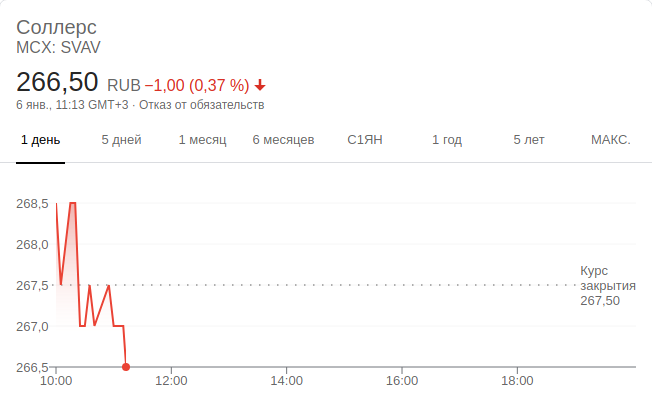 Соллерс
MCX: SVAV
266,50 RUB −1,00 (0,37 %)
6 янв., 11:13 GMT+3 · Отказ от обязательств
1 день 5 дней 1 месяц 6 месяцев С1ЯН 1 год 5 лет МАКС.
268,5
268,0
267,5
267,0
266,5
Курс
закрытия
267,50
10:00 12:00 14:00 16:00 18:00